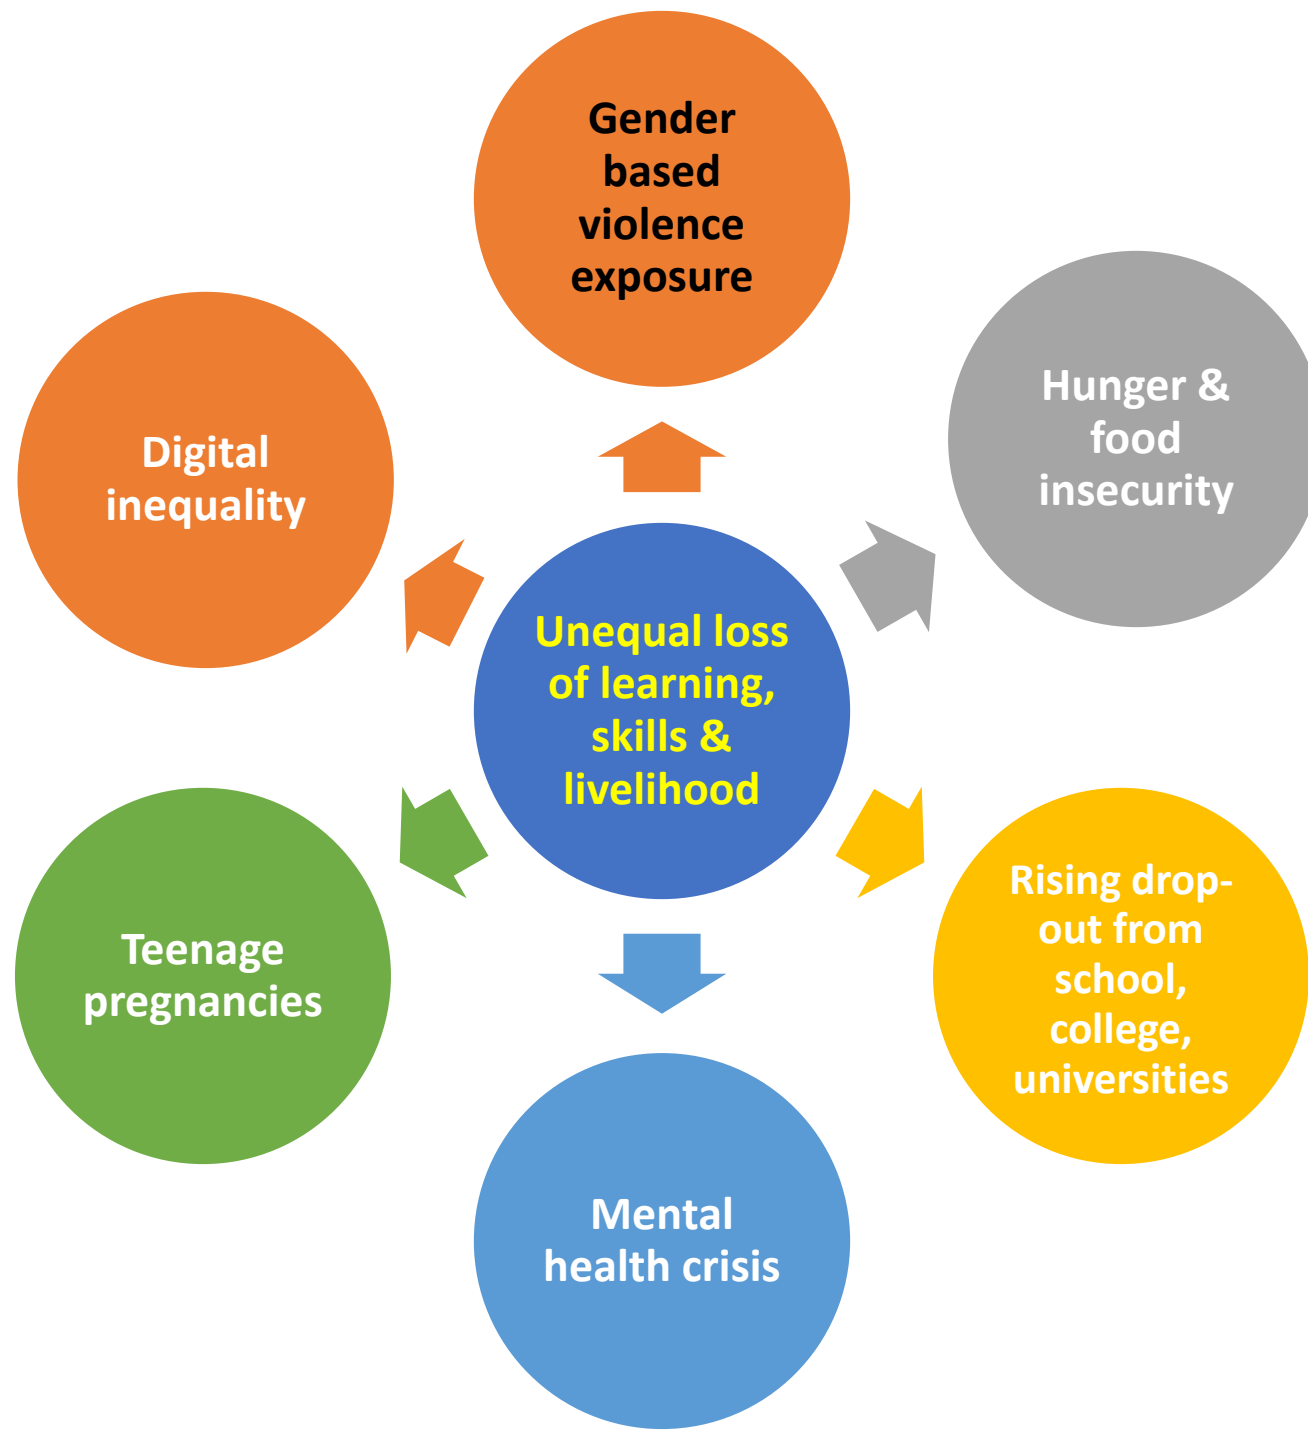 Gender
based
violence
exposure
Hunger &
food
insecurity
Digital
inequality
Unequal loss
of learning,
skills &
livelihood
Rising drop-
out from
school,
college,
universities
Teenage
pregnancies
Mental
health crisis